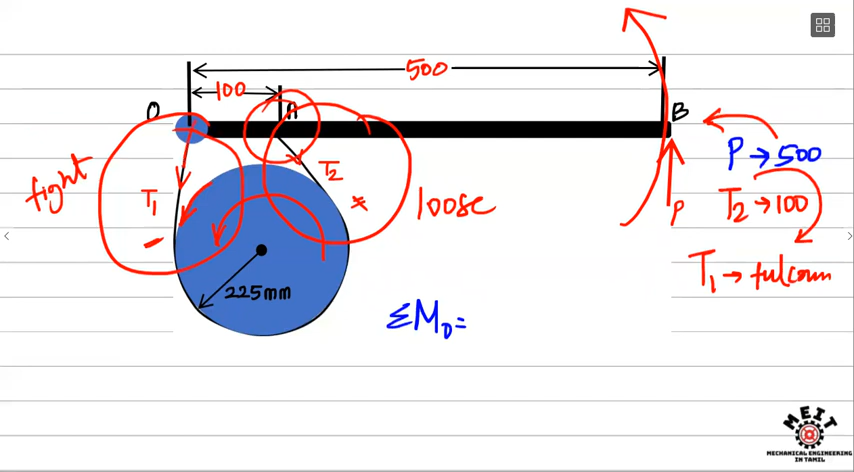 500
100
O
A
B
tight
T1
T2
loose
P
P → 500
T2 → 100
T1 → fulcrum
225mm
ΣMO=
MEIT
MECHANICAL ENGINEERING
IN TAMIL